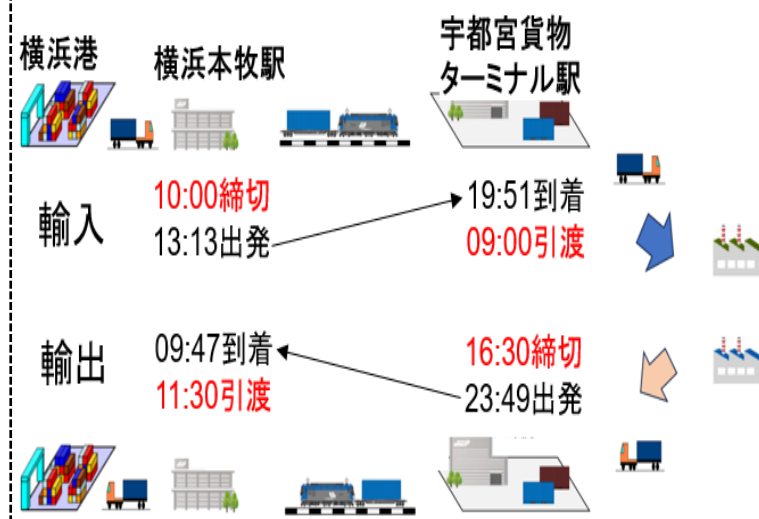 横浜港
横浜本牧駅
宇都宮貨物
ターミナル駅
輸入
10:00締切
13:13出発
19:51到着
09:00引渡
輸出
09:47到着
11:30引渡
16:30締切
23:49出発